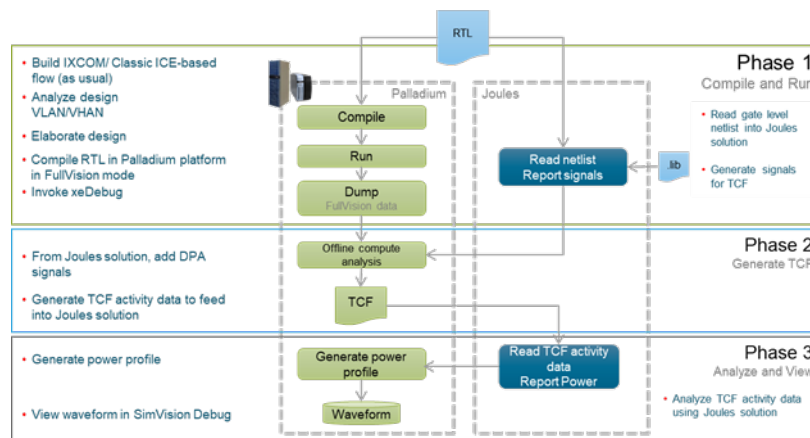 RTL
Phase 1
Compile and Run
• Build IXCOM/ Classic ICE-based
flow (as usual)
• Analyze design
VLAN/VHAN
• Elaborate design
• Compile RTL in Palladium platform
in FullVision mode
• Invoke xeDebug
Palladium
Compile
Run
Dump
FullVision data
Joules
Read netlist
Report signals
.lib
• Read gate level
netlist into Joules
solution
• Generate signals
for TCF
Phase 2
Generate TCF
• From Joules solution, add DPA
signals
• Generate TCF activity data to feed
into Joules solution
Offline compute
analysis
TCF
Phase 3
Analyze and View
• Generate power profile
• View waveform in SimVision Debug
Generate power
profile
Waveform
Read TCF activity
data
Report Power
• Analyze TCF activity data
using Joules solution